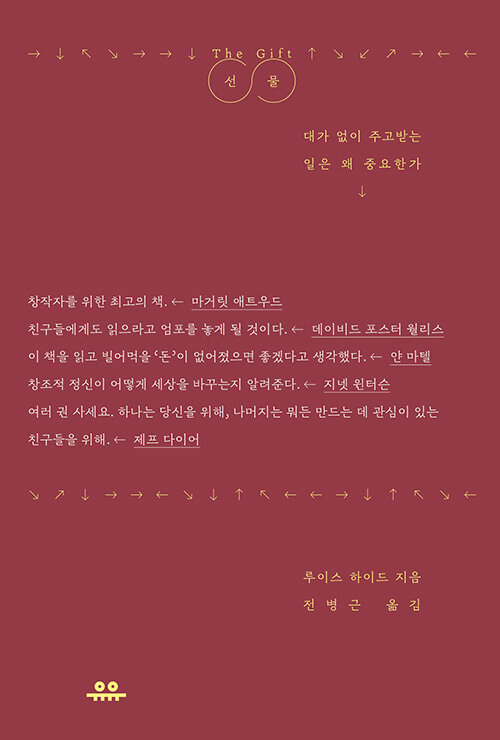 → ↓ ↖ ↘ → → ↓ The Gift ↑ ↘ ↙ ↗ → ← ←
선 물
대가 없이 주고받는
일은 왜 중요한가
↓
창작자를 위한 최고의 책. ← 마거릿 애트우드
친구들에게도 읽으라고 엄포를 놓게 될 것이다. ← 데이비드 포스터 월리스
이 책을 읽고 빌어먹을 ‘돈’이 없어졌으면 좋겠다고 생각했다. ← 얀 마텔
창조적 정신이 어떻게 세상을 바꾸는지 알려준다. ← 지넷 윈터슨
여러 권 사세요. 하나는 당신을 위해, 나머지는 뭐든 만드는 데 관심이 있는
친구들을 위해. ← 제프 다이어
↘ ↗ ↓ → → ← ↘ ↓ ↑ ↖ ← ← → ↓ ↑ ↖ ↘ ←
루이스 하이드 지음
전병근 옮김